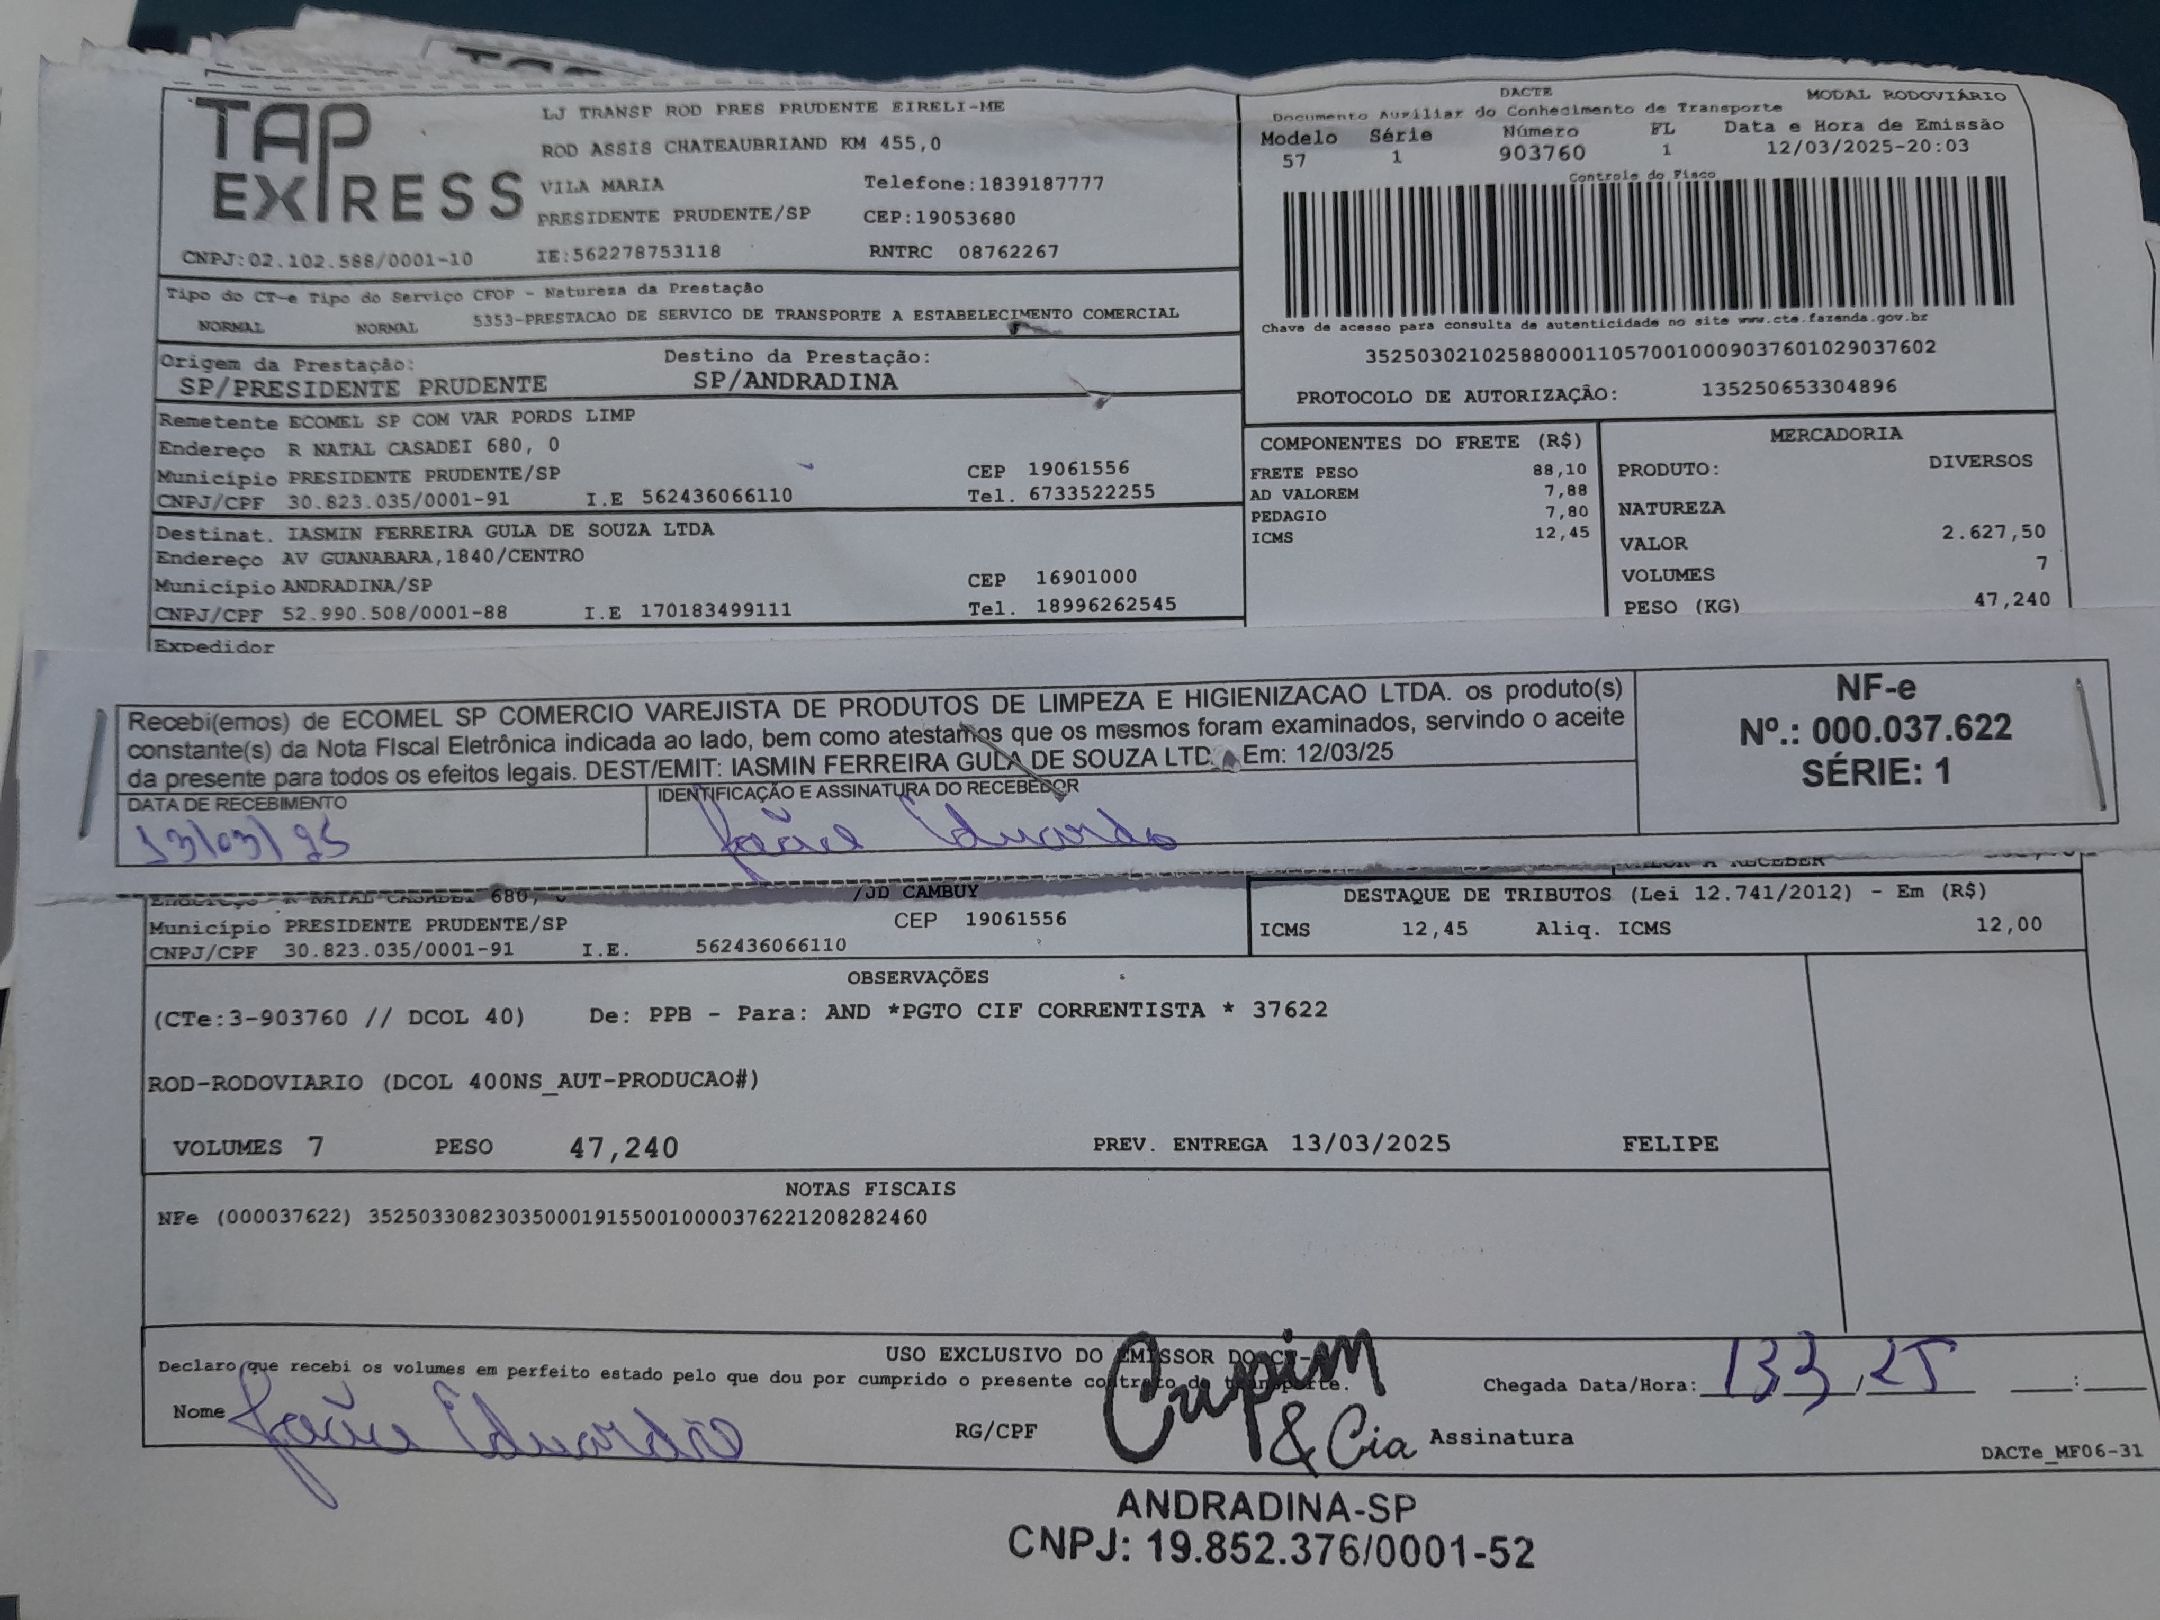 TAP
EXPRESS
LJ TRANSP ROD PRES PRUDENTE EIRELI-ME
ROD ASSIS CHATEAUBRIAND KM 455,0
VILA MARIA Telefone:1839187777
PRESIDENTE PRUDENTE/SP CEP:19053680
CNPJ:02.102.588/0001-10 IE:562278753118 RNTRC 08762267
DACTE MODAL RODOVIÁRIO
Documento Auxiliar do Conhecimento de Transporte
Modelo Série Número FL Data e Hora de Emissão
57 1 903760 1 12/03/2025-20:03
Controle do Fisco
Chave de acesso para consulta de autenticidade no site www.cte.fazenda.gov.br
35250302102588000110570010009037601029037602
PROTOCOLO DE AUTORIZAÇÃO: 135250653304896
Tipo do CT-e Tipo do Serviço CFOP - Natureza da Prestação
NORMAL NORMAL 5353-PRESTACAO DE SERVICO DE TRANSPORTE A ESTABELECIMENTO COMERCIAL
Origem da Prestação: Destino da Prestação:
SP/PRESIDENTE PRUDENTE SP/ANDRADINA
Remetente ECOMEL SP COM VAR PORDS LIMP
Endereço R NATAL CASADEI 680, 0
Município PRESIDENTE PRUDENTE/SP CEP 19061556
CNPJ/CPF 30.823.035/0001-91 I.E 562436066110 Tel. 6733522255
Destinat. IASMIN FERREIRA GULA DE SOUZA LTDA
Endereço AV GUANABARA,1840/CENTRO
Município ANDRADINA/SP CEP 16901000
CNPJ/CPF 52.990.508/0001-88 I.E 170183499111 Tel. 18996262545
Expedidor
COMPONENTES DO FRETE (R$)
FRETE PESO 88,10
AD VALOREM 7,88
PEDAGIO 7,80
ICMS 12,45
MERCADORIA
PRODUTO: DIVERSOS
NATUREZA
VALOR 2.627,50
VOLUMES 7
PESO (KG) 47,240
Recebi(emos) de ECOMEL SP COMERCIO VAREJISTA DE PRODUTOS DE LIMPEZA E HIGIENIZACAO LTDA. os produto(s)
constante(s) da Nota Fiscal Eletrônica indicada ao lado, bem como atestamos que os mesmos foram examinados, servindo o aceite
da presente para todos os efeitos legais. DEST/EMIT: IASMIN FERREIRA GULA DE SOUZA LTD Em: 12/03/25
DATA DE RECEBIMENTO IDENTIFICAÇÃO E ASSINATURA DO RECEBEDOR
13/03/25 João Eduardo
NF-e
Nº.: 000.037.622
SÉRIE: 1
VALOR A RECEBER
Endereço R NATAL CASADEI 680, 0 /JD CAMBUY
Município PRESIDENTE PRUDENTE/SP CEP 19061556
CNPJ/CPF 30.823.035/0001-91 I.E. 562436066110
DESTAQUE DE TRIBUTOS (Lei 12.741/2012) - Em (R$)
ICMS 12,45 Aliq. ICMS 12,00
OBSERVAÇÕES
(CTe:3-903760 // DCOL 40) De: PPB - Para: AND *PGTO CIF CORRENTISTA * 37622
ROD-RODOVIARIO (DCOL 400NS_AUT-PRODUCAO#)
VOLUMES 7 PESO 47,240 PREV. ENTREGA 13/03/2025 FELIPE
NOTAS FISCAIS
NFe (000037622) 35250330823035000191550010000376221208282460
USO EXCLUSIVO DO EMISSOR DO CT-e
Declaro que recebi os volumes em perfeito estado pelo que dou por cumprido o presente contrato de transporte.
Chegada Data/Hora: 13 3, 25 :
Nome João Eduardo RG/CPF Assinatura
Cupim
& Cia
DACTe_MF06-31
ANDRADINA-SP
CNPJ: 19.852.376/0001-52